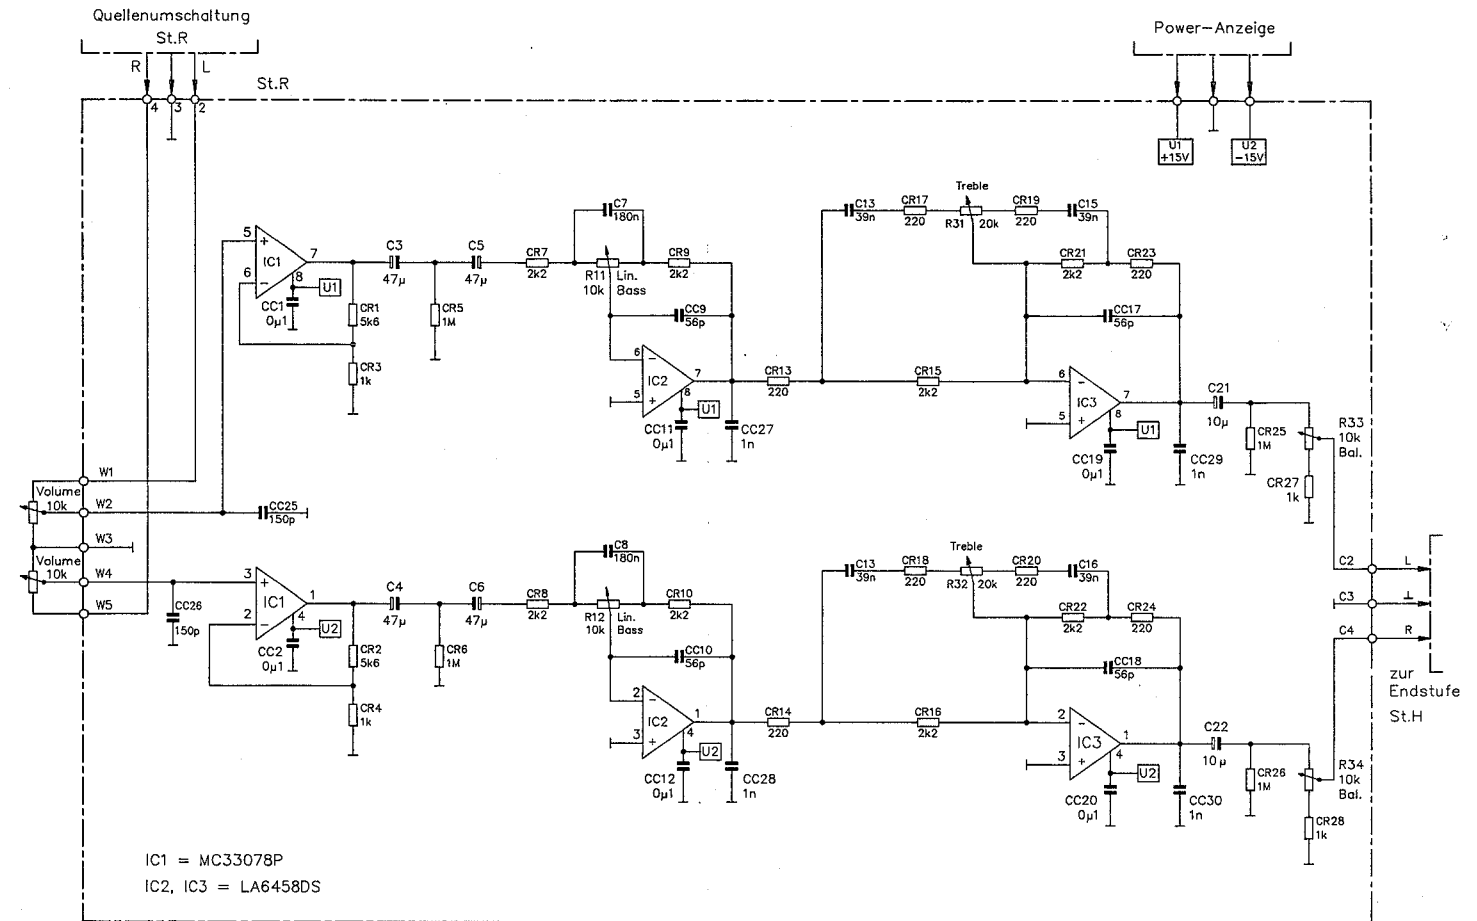 Quellenumschaltung
St.R
R
L
St.R
4
3
2
Power-Anzeige
U1
+15V
U2
-15V
5
+
IC1
7
6
-
8
U1
CC1
0µ1
CR1
5k6
CR3
1k
C3
47µ
CR5
1M
C5
47µ
CR7
2k2
C7
180n
R11
10k
Lin.
Bass
CR9
2k2
CC9
56p
6
-
IC2
7
5
+
8
U1
CC11
0µ1
CC27
1n
CR13
220
C13
39n
CR17
220
Treble
R31
20k
CR19
220
C15
39n
CR21
2k2
CR23
220
CC17
56p
CR15
2k2
6
-
IC3
7
5
+
8
U1
CC19
0µ1
CC29
1n
C21
10µ
CR25
1M
R33
10k
Bal.
CR27
1k
W1
Volume
10k
W2
CC25
150p
W3
Volume
10k
W4
W5
CC26
150p
3
+
IC1
1
2
-
4
U2
CC2
0µ1
CR2
5k6
CR4
1k
C4
47µ
CR6
1M
C6
47µ
CR8
2k2
C8
180n
R12
10k
Lin.
Bass
CR10
2k2
CC10
56p
2
-
IC2
1
3
+
4
U2
CC12
0µ1
CC28
1n
CR14
220
C13
39n
CR18
220
Treble
R32
20k
CR20
220
C16
39n
CR22
2k2
CR24
220
CC18
56p
CR16
2k2
2
-
IC3
1
3
+
4
U2
CC20
0µ1
CC30
1n
C22
10µ
CR26
1M
R34
10k
Bal.
CR28
1k
C2
L
C3
⊥
C4
R
zur
Endstufe
St.H
IC1 = MC33078P
IC2, IC3 = LA6458DS